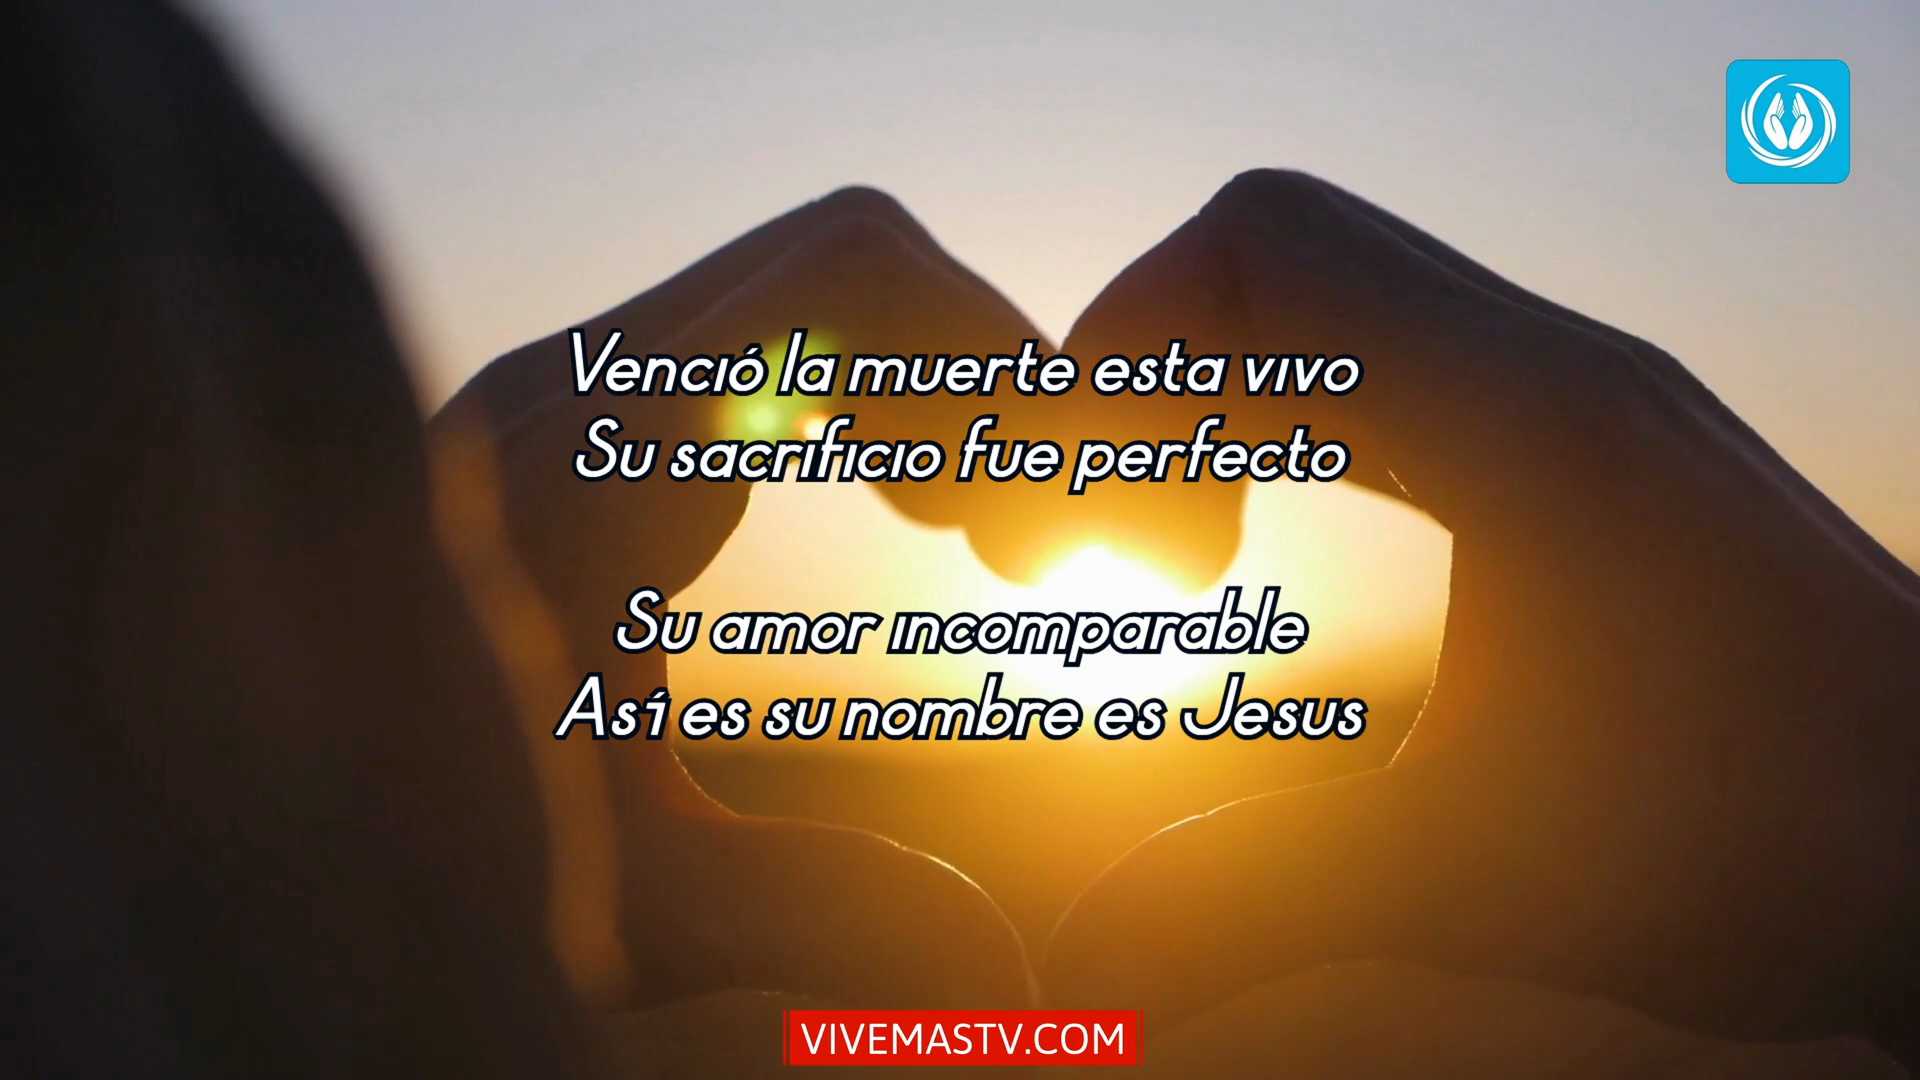 Venció la muerte esta vivo
Su sacrificio fue perfecto
Su amor incomparable
Así es su nombre es Jesus
VIVEMASTV.COM